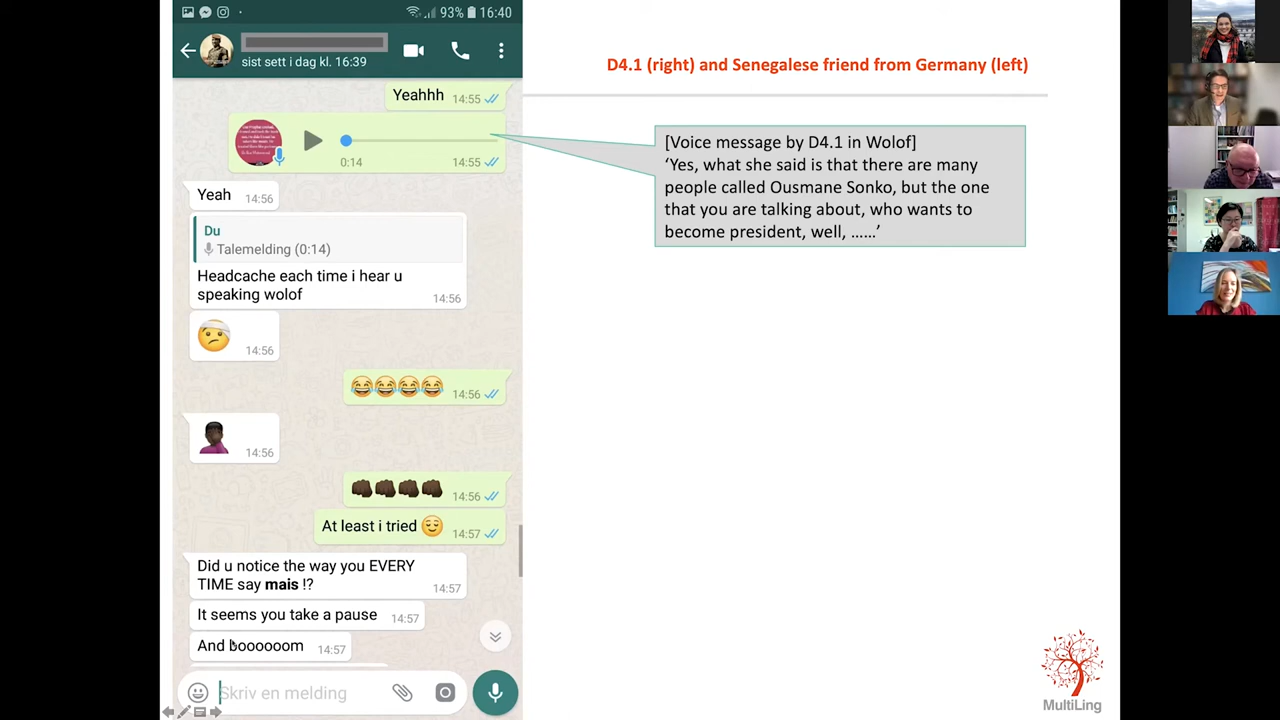 93% 16:40
sist sett i dag kl. 16:39
Yeahhh 14:55
0:14 14:55
Yeah 14:56
Du
Talemelding (0:14)
Headcache each time i hear u
speaking wolof 14:56
14:56
14:56
14:56
14:56
At least i tried 14:57
Did u notice the way you EVERY
TIME say mais !? 14:57
It seems you take a pause 14:57
And boooooom 14:57
Skriv en melding
D4.1 (right) and Senegalese friend from Germany (left)
[Voice message by D4.1 in Wolof]
‘Yes, what she said is that there are many
people called Ousmane Sonko, but the one
that you are talking about, who wants to
become president, well, ……’
MultiLing